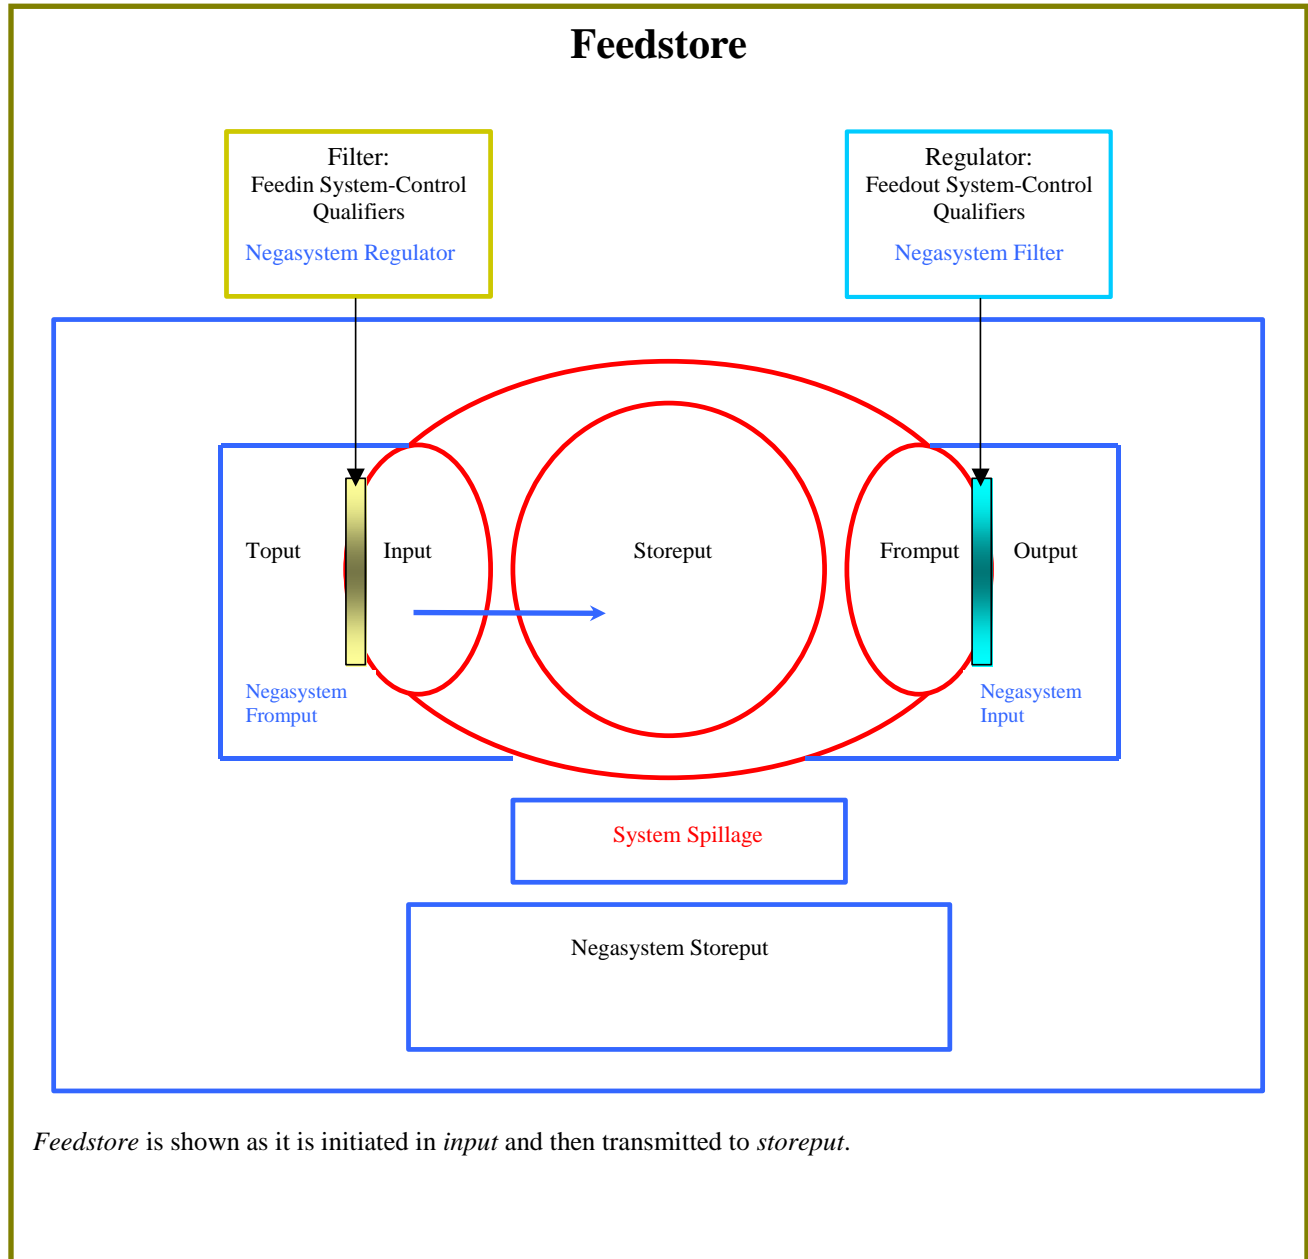 Feedstore
Filter:
Feedin System-Control
Qualifiers
Negasystem Regulator
Regulator:
Feedout System-Control
Qualifiers
Negasystem Filter
Toput
Input
Storeput
Fromput
Output
Negasystem
Fromput
Negasystem
Input
System Spillage
Negasystem Storeput
Feedstore is shown as it is initiated in input and then transmitted to storeput.